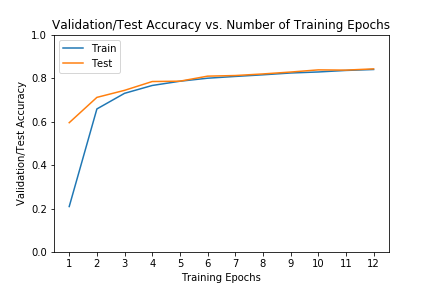 Validation/Test Accuracy vs. Number of Training Epochs
Train
Test
Validation/Test Accuracy
1.0
0.8
0.6
0.4
0.2
0.0
1 2 3 4 5 6 7 8 9 10 11 12
Training Epochs